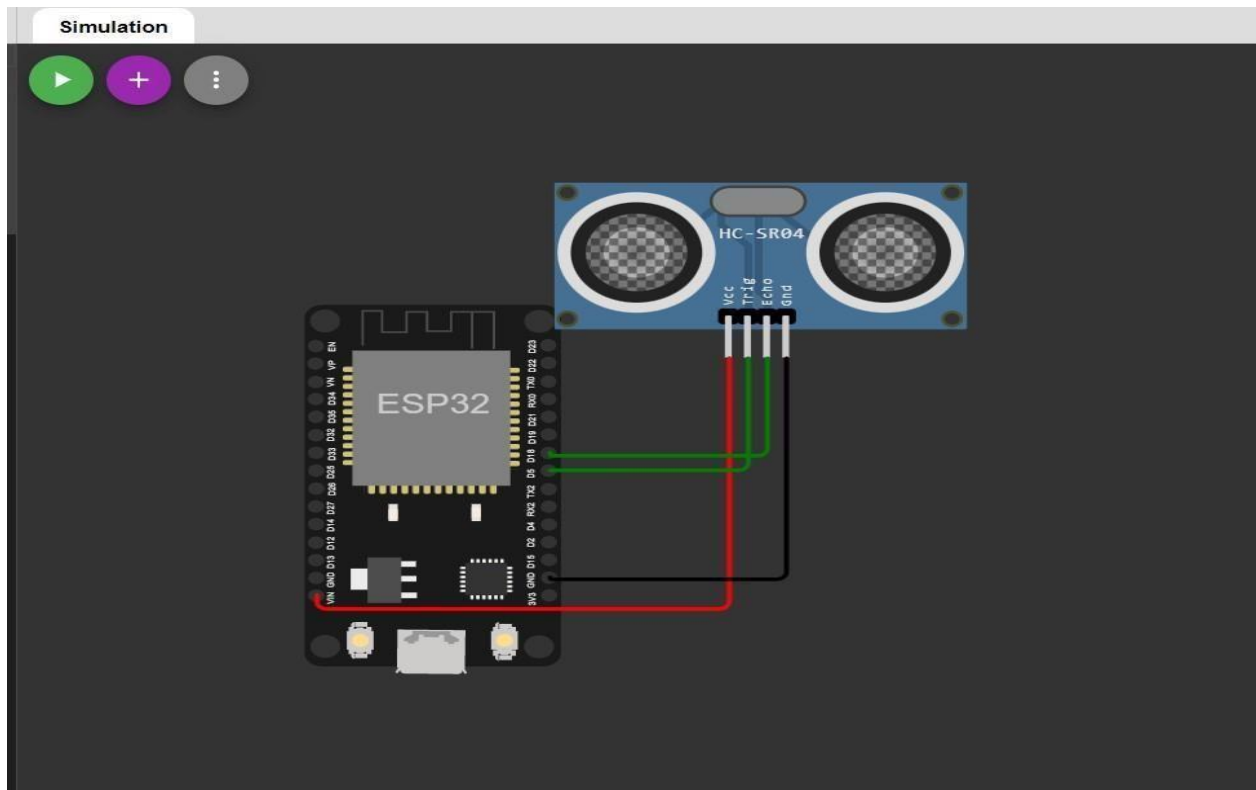 Simulation
HC-SR04
Vcc
Trig
Echo
Gnd
ESP32
EN
VP
VN
D34
D35
D32
D33
D25
D26
D27
D14
D12
D13
GND
VIN
D23
D22
TX0
RX0
D21
D19
D18
D5
TX2
RX2
D4
D2
D15
GND
3V3